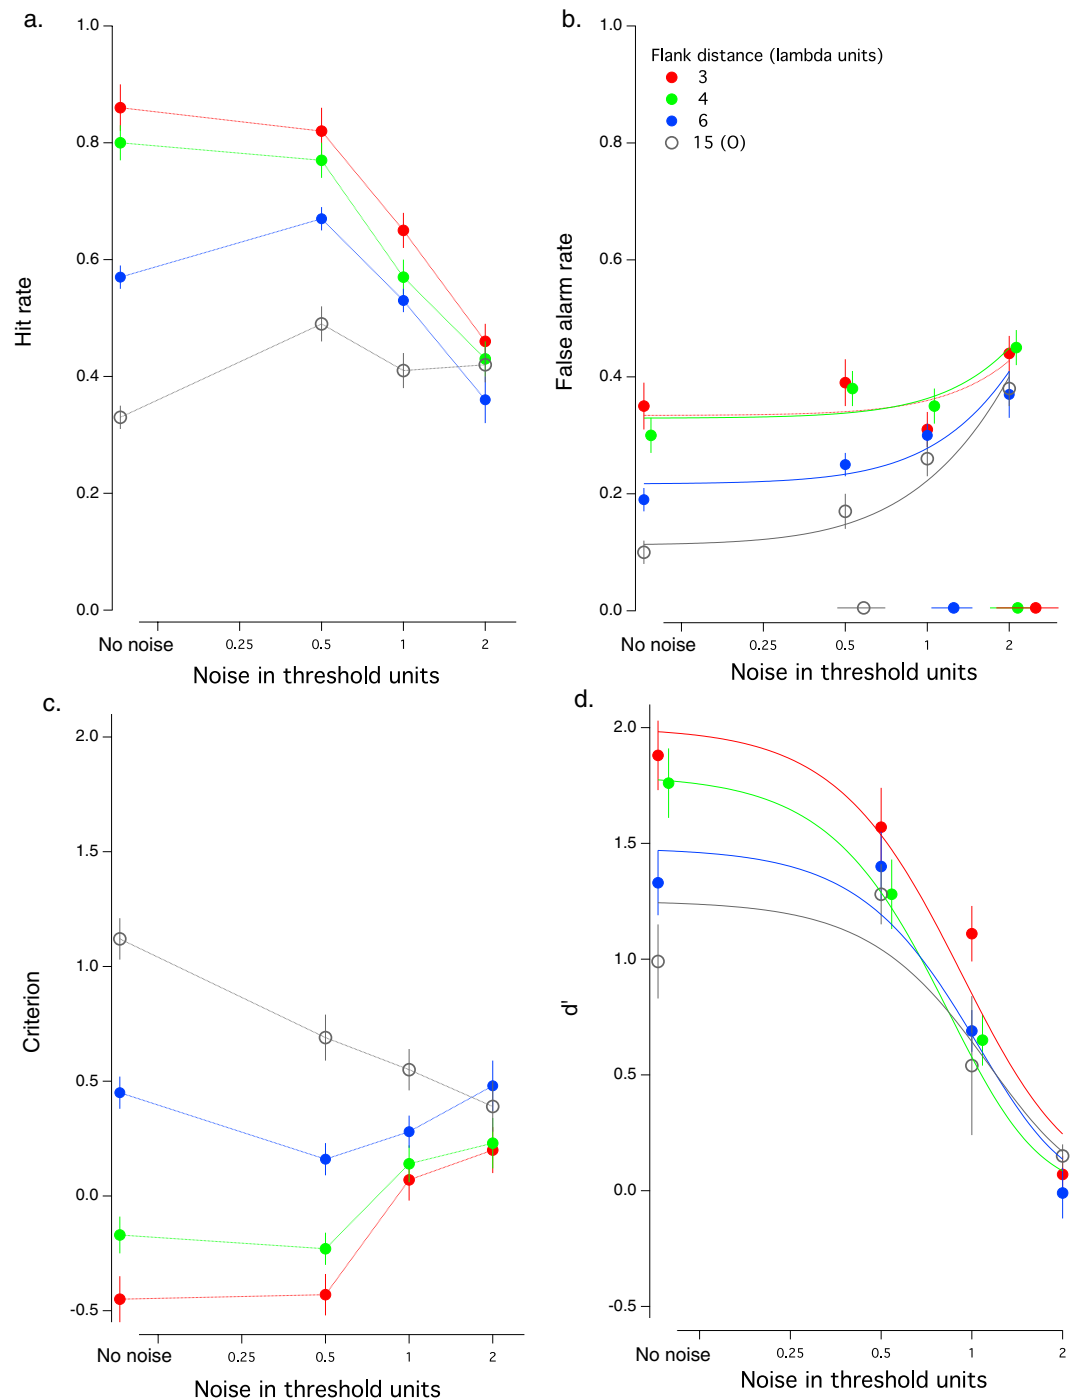 a.
1.0
0.8
0.6
0.4
0.2
0.0
Hit rate
No noise
0.25
0.5
1
2
Noise in threshold units
b.
1.0
0.8
0.6
0.4
0.2
0.0
False alarm rate
Flank distance (lambda units)
3
4
6
15 (O)
No noise
0.25
0.5
1
2
Noise in threshold units
c.
2.0
1.5
1.0
0.5
0.0
-0.5
Criterion
No noise
0.25
0.5
1
2
Noise in threshold units
d.
2.0
1.5
1.0
0.5
0.0
-0.5
d'
No noise
0.25
0.5
1
2
Noise in threshold units